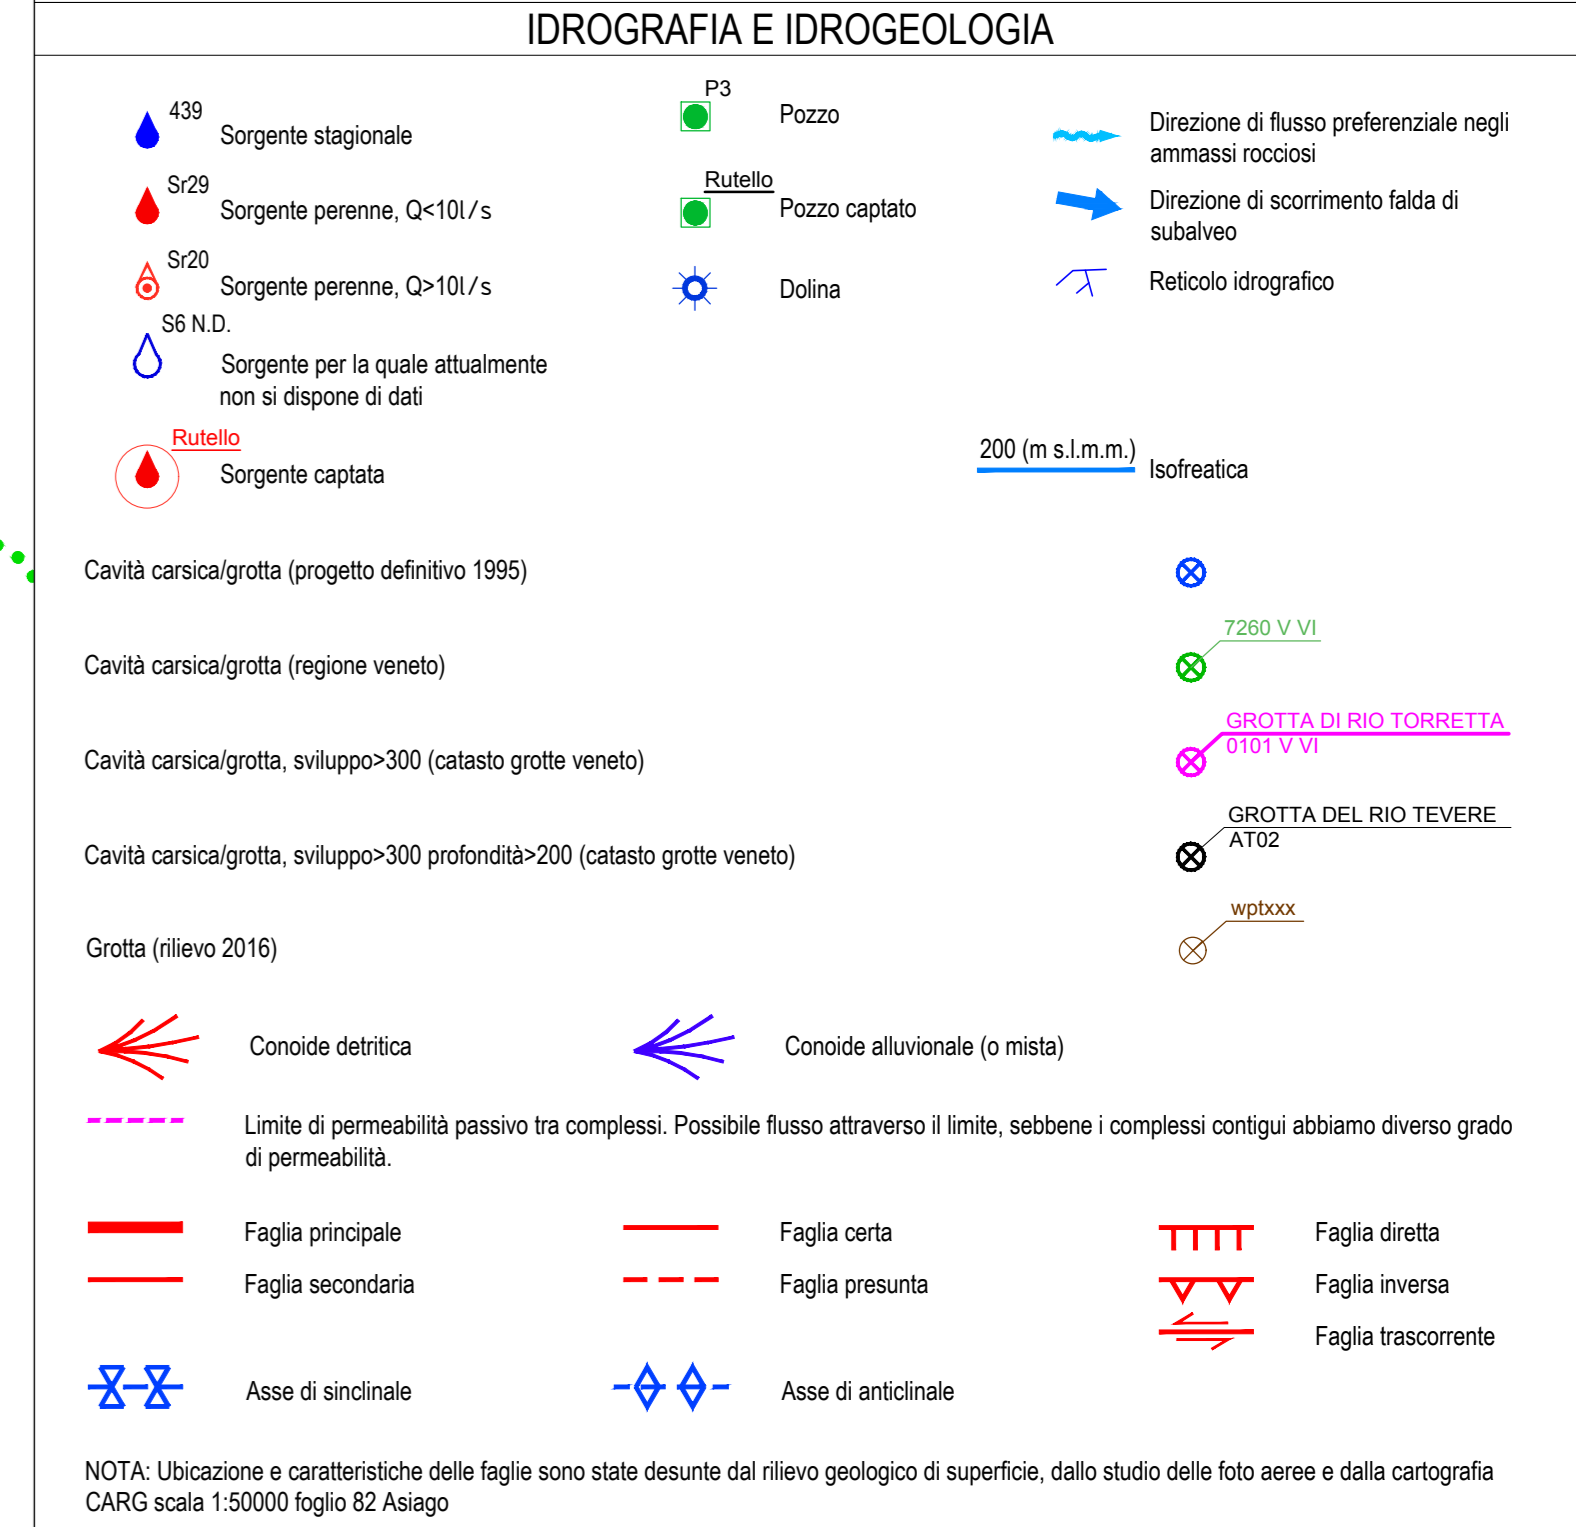 IDROGRAFIA E IDROGEOLOGIA
439
Sorgente stagionale
Sr29
Sorgente perenne, Q<10l/s
Sr20
Sorgente perenne, Q>10l/s
S6 N.D.
Sorgente per la quale attualmente
non si dispone di dati
Rutello
Sorgente captata
P3
Pozzo
Rutello
Pozzo captato
Dolina
Direzione di flusso preferenziale negli
ammassi rocciosi
Direzione di scorrimento falda di
subalveo
Reticolo idrografico
200 (m s.l.m.m.)
Isofreatica
Cavità carsica/grotta (progetto definitivo 1995)
Cavità carsica/grotta (regione veneto)
7260 V VI
Cavità carsica/grotta, sviluppo>300 (catasto grotte veneto)
GROTTA DI RIO TORRETTA
0101 V VI
Cavità carsica/grotta, sviluppo>300 profondità>200 (catasto grotte veneto)
GROTTA DEL RIO TEVERE
AT02
Grotta (rilievo 2016)
wptxxx
Conoide detritica
Conoide alluvionale (o mista)
Limite di permeabilità passivo tra complessi. Possibile flusso attraverso il limite, sebbene i complessi contigui abbiamo diverso grado
di permeabilità.
Faglia principale
Faglia certa
Faglia diretta
Faglia secondaria
Faglia presunta
Faglia inversa
Faglia trascorrente
Asse di sinclinale
Asse di anticlinale
NOTA: Ubicazione e caratteristiche delle faglie sono state desunte dal rilievo geologico di superficie, dallo studio delle foto aeree e dalla cartografia
CARG scala 1:50000 foglio 82 Asiago